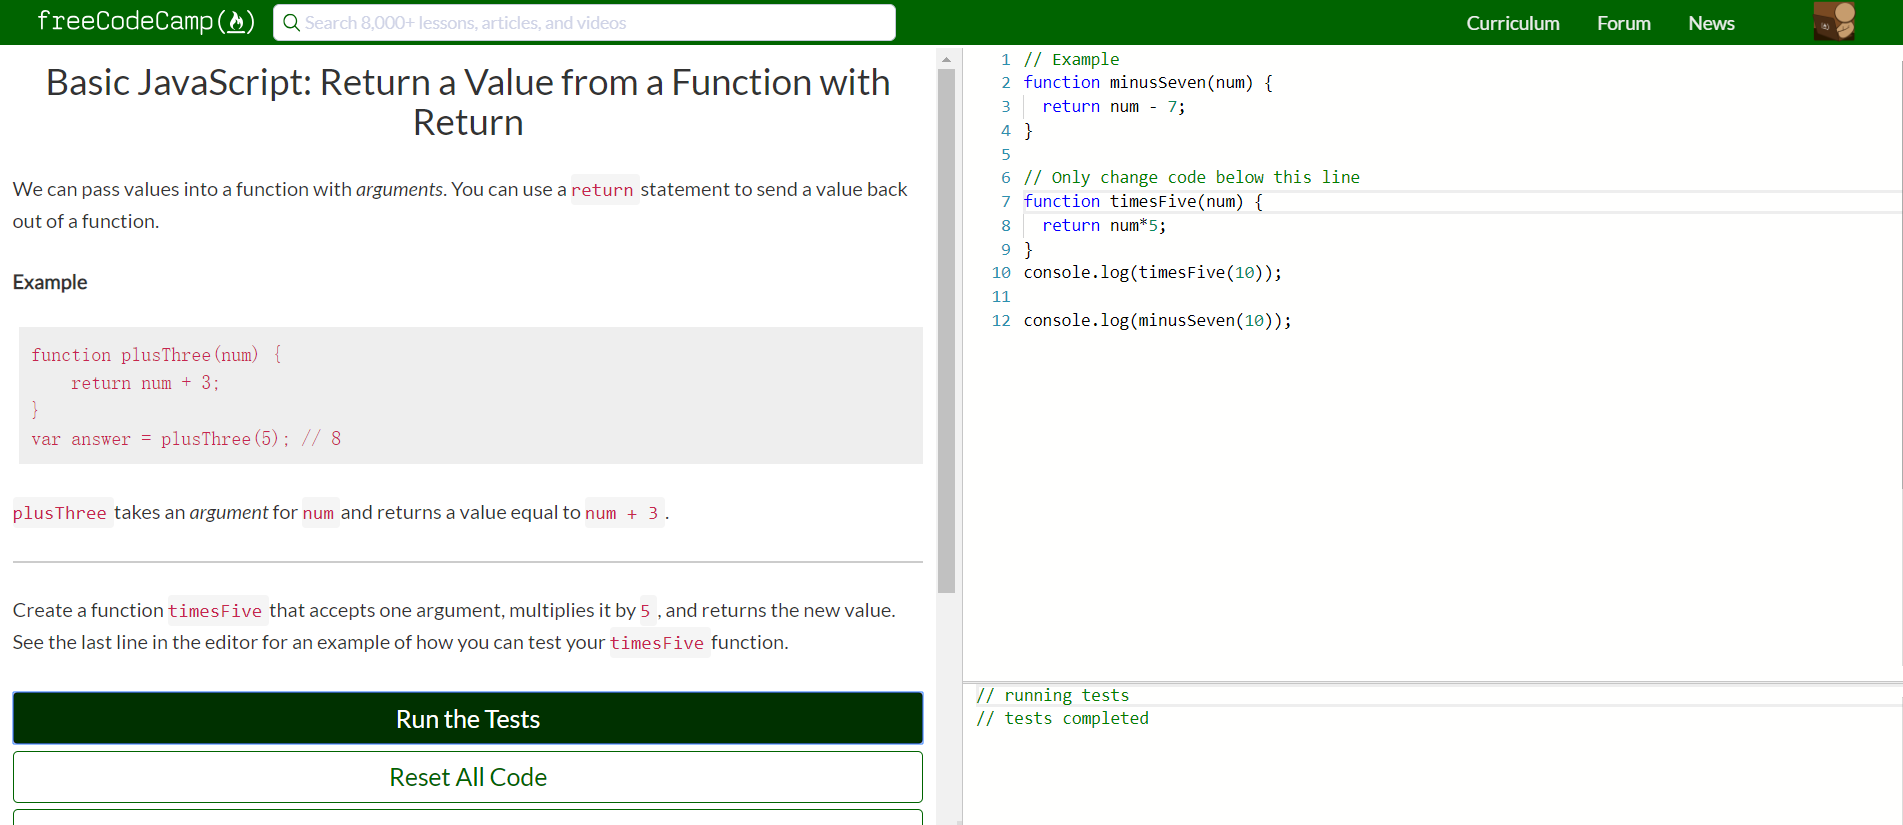 freeCodeCamp
Search 8,000+ lessons, articles, and videos
Curriculum Forum News
Basic JavaScript: Return a Value from a Function with
Return
We can pass values into a function with arguments. You can use a return statement to send a value back
out of a function.
Example
function plusThree(num) {
    return num + 3;
}
var answer = plusThree(5); // 8
plusThree takes an argument for num and returns a value equal to num + 3 .
Create a function timesFive that accepts one argument, multiplies it by 5 , and returns the new value.
See the last line in the editor for an example of how you can test your timesFive function.
Run the Tests
Reset All Code
1 // Example
2 function minusSeven(num) {
3   return num - 7;
4 }
5
6 // Only change code below this line
7 function timesFive(num) {
8   return num*5;
9 }
10 console.log(timesFive(10));
11
12 console.log(minusSeven(10));
// running tests
// tests completed